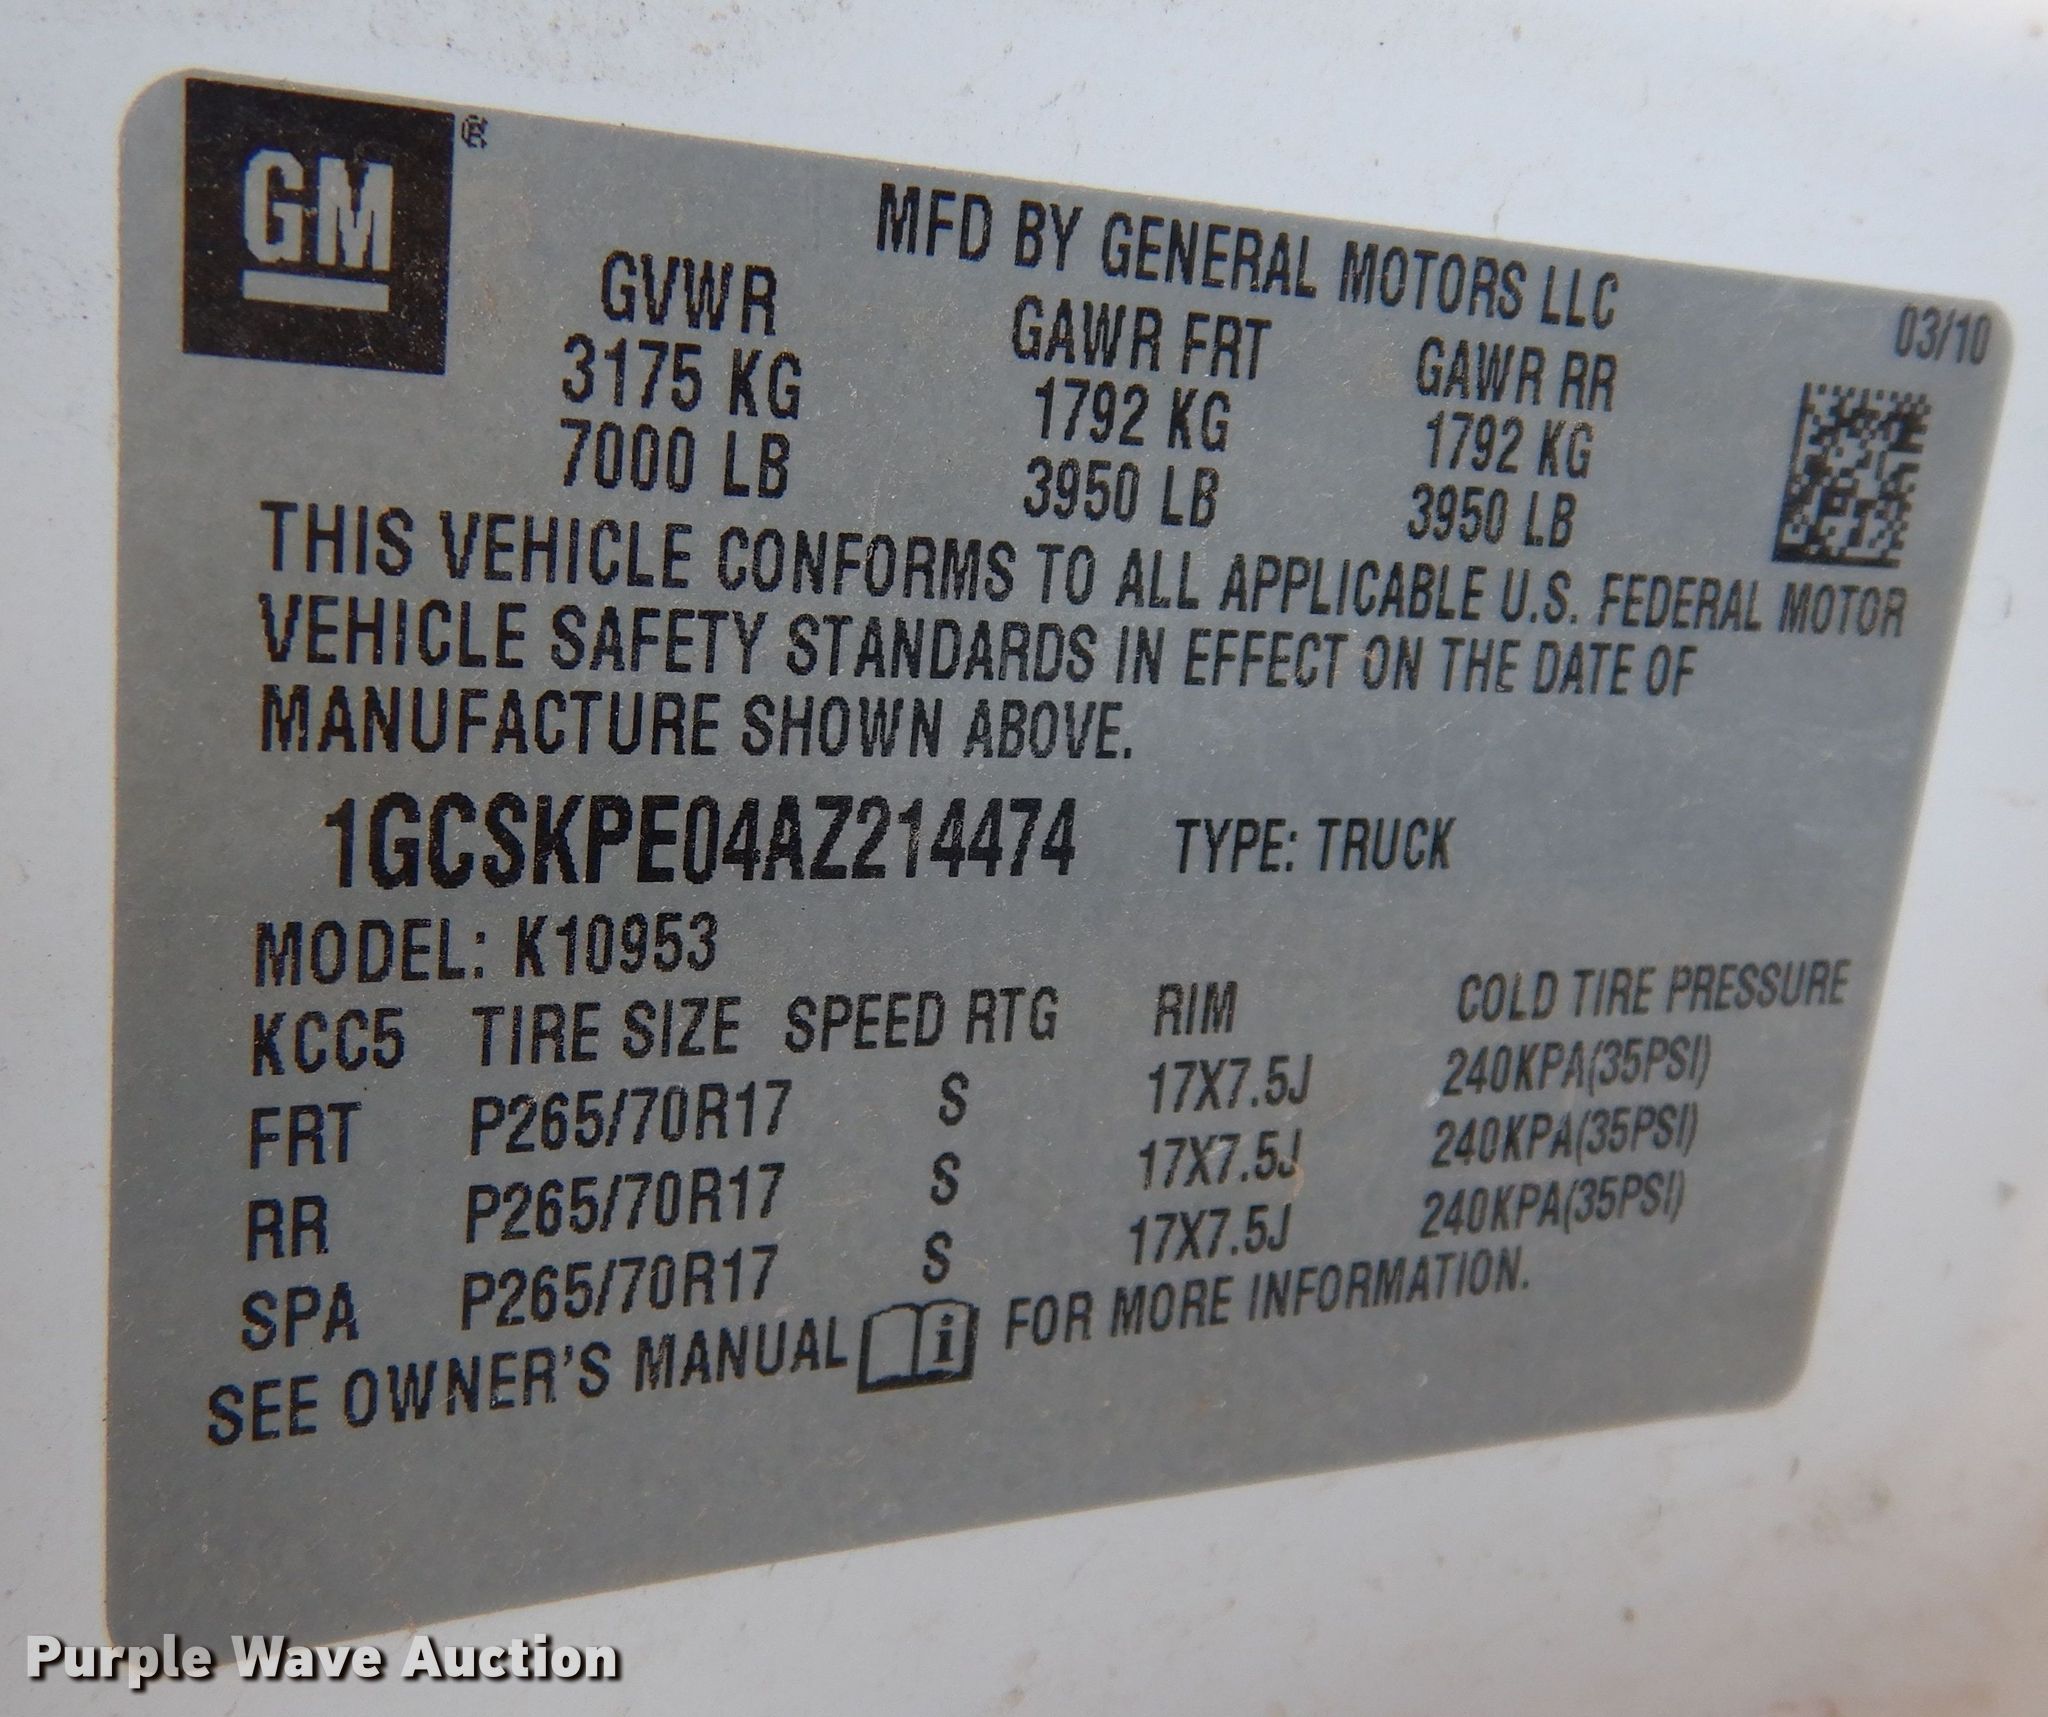 GM ®
MFD BY GENERAL MOTORS LLC
03/10
GVWR GAWR FRT GAWR RR
3175 KG 1792 KG 1792 KG
7000 LB 3950 LB 3950 LB
THIS VEHICLE CONFORMS TO ALL APPLICABLE U.S. FEDERAL MOTOR
VEHICLE SAFETY STANDARDS IN EFFECT ON THE DATE OF
MANUFACTURE SHOWN ABOVE.
1GCSKPE04AZ214474 TYPE: TRUCK
MODEL: K10953
KCC5 TIRE SIZE SPEED RTG RIM COLD TIRE PRESSURE
FRT P265/70R17 S 17X7.5J 240KPA(35PSI)
RR P265/70R17 S 17X7.5J 240KPA(35PSI)
SPA P265/70R17 S 17X7.5J 240KPA(35PSI)
SEE OWNER'S MANUAL i FOR MORE INFORMATION.
Purple Wave Auction